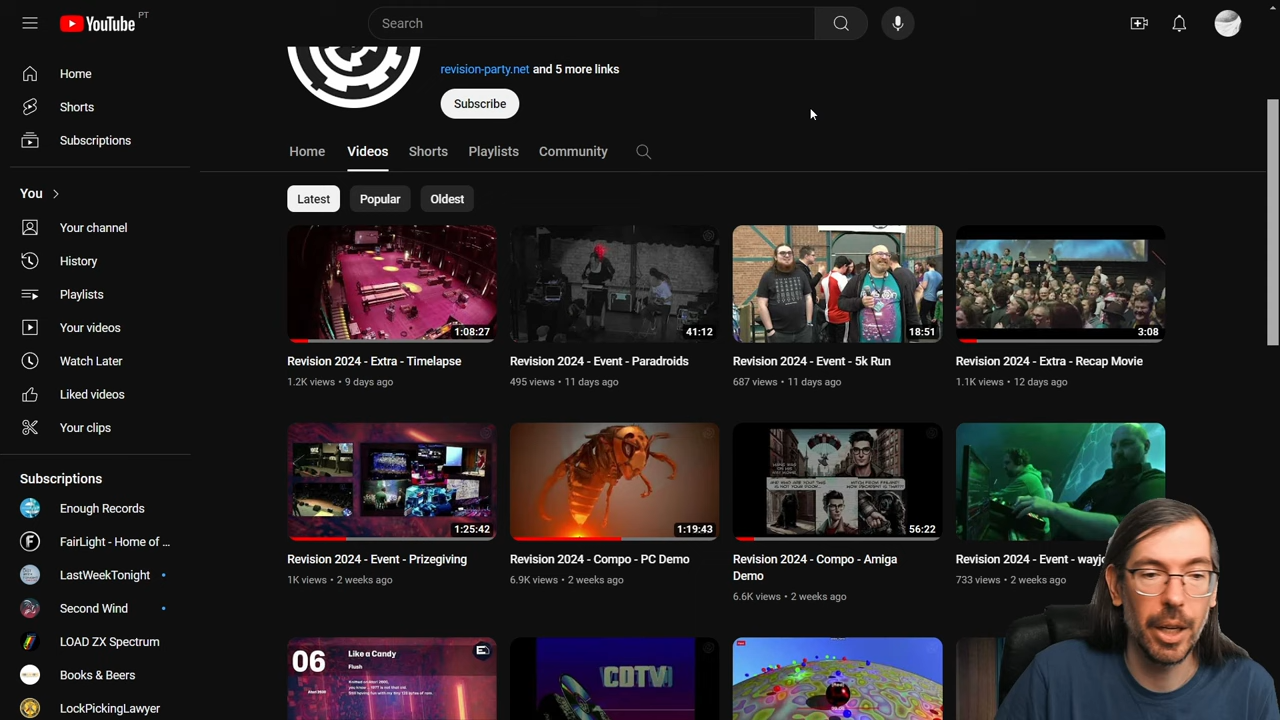 YouTube PT
Search
Home
Shorts
Subscriptions
You
Your channel
History
Playlists
Your videos
Watch Later
Liked videos
Your clips
Subscriptions
Enough Records
FairLight - Home of ...
LastWeekTonight
Second Wind
LOAD ZX Spectrum
Books & Beers
LockPickingLawyer
revision-party.net and 5 more links
Subscribe
Home Videos Shorts Playlists Community
Latest Popular Oldest
1:08:27
Revision 2024 - Extra - Timelapse
1.2K views • 9 days ago
41:12
Revision 2024 - Event - Paradroids
495 views • 11 days ago
18:51
Revision 2024 - Event - 5k Run
687 views • 11 days ago
3:08
Revision 2024 - Extra - Recap Movie
1.1K views • 12 days ago
1:25:42
Revision 2024 - Event - Prizegiving
1K views • 2 weeks ago
1:19:43
Revision 2024 - Compo - PC Demo
6.9K views • 2 weeks ago
56:22
Revision 2024 - Compo - Amiga
Demo
6.6K views • 2 weeks ago
Revision 2024 - Event -
733 views • 2 weeks ago
06
Like a Candy
Flush
CDTV